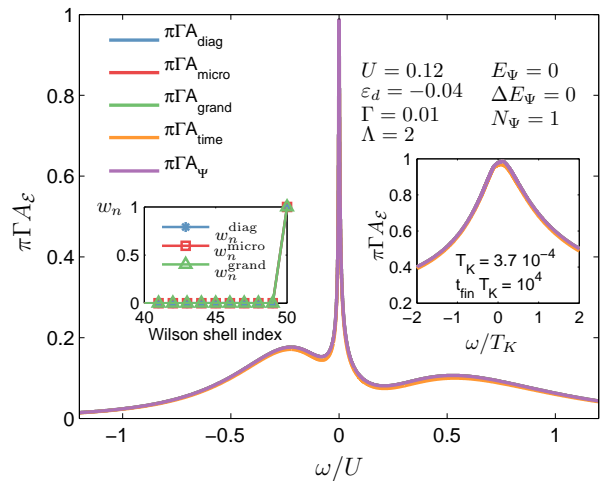 πΓA_diag
πΓA_micro
πΓA_grand
πΓA_time
πΓA_Ψ
U = 0.12
ε_d = −0.04
Γ = 0.01
Λ = 2
E_Ψ = 0
ΔE_Ψ = 0
N_Ψ = 1
πΓA_ℰ
1
0.8
0.6
0.4
0.2
0
−1
−0.5
0
0.5
1
ω/U
w_n
1
0.5
0
40
45
50
w_n^diag
w_n^micro
w_n^grand
Wilson shell index
πΓA_ℰ
1
0.8
0.6
0.4
0.2
−2
−1
0
1
2
T_K = 3.7 10^−4
t_fin T_K = 10^4
ω/T_K